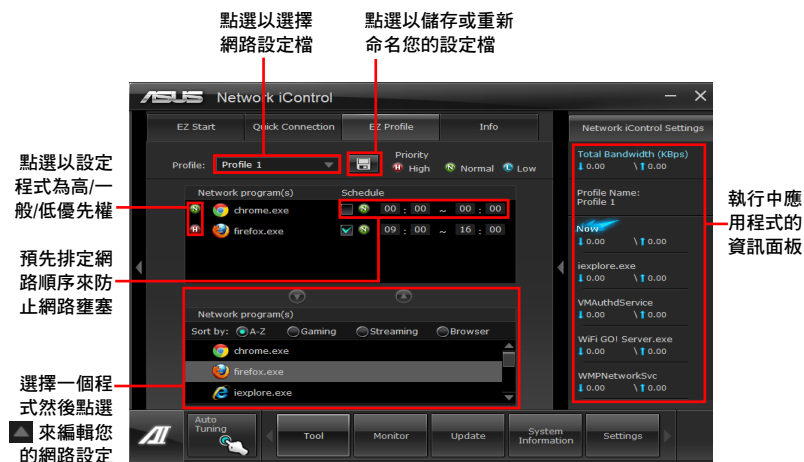 點選以選擇
網路設定檔
點選以儲存或重新
命名您的設定檔
ASUS Network iControl
EZ Start Quick Connection EZ Profile Info
Network iControl Settings
Profile: Profile 1
Priority
H High N Normal L Low
Network program(s) Schedule
N chrome.exe N 00 : 00 ~ 00 : 00
H firefox.exe N 09 : 00 ~ 16 : 00
Network program(s)
Sort by: A-Z Gaming Streaming Browser
chrome.exe
firefox.exe
iexplore.exe
Total Bandwidth (KBps)
0.00 \ 0.00
Profile Name:
Profile 1
Now
0.00 \ 0.00
iexplore.exe
0.00 \ 0.00
VMAuthdService
0.00 \ 0.00
WiFi GO! Server.exe
0.00 \ 0.00
WMPNetworkSvc
0.00 \ 0.00
Auto
Tuning
Tool Monitor Update
System
Information
Settings
點選以設定
程式為高/一
般/低優先權
預先排定網
路順序來防
止網路壅塞
選擇一個程
式然後點選
來編輯您
的網路設定
執行中應
用程式的
資訊面板